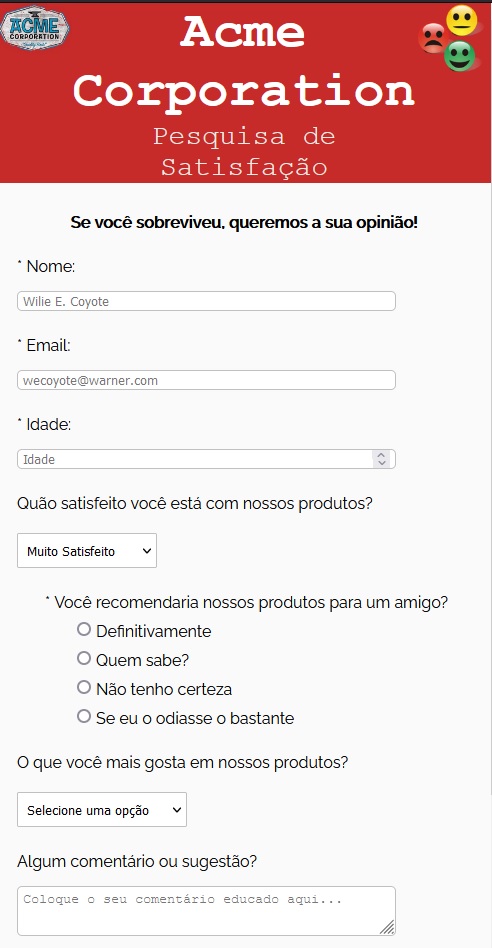 ACME
CORPORATION
Acme
Corporation
Pesquisa de
Satisfação
Se você sobreviveu, queremos a sua opinião!
* Nome:
Wilie E. Coyote
* Email:
wecoyote@warner.com
* Idade:
Idade
Quão satisfeito você está com nossos produtos?
Muito Satisfeito
* Você recomendaria nossos produtos para um amigo?
Definitivamente
Quem sabe?
Não tenho certeza
Se eu o odiasse o bastante
O que você mais gosta em nossos produtos?
Selecione uma opção
Algum comentário ou sugestão?
Coloque o seu comentário educado aqui...